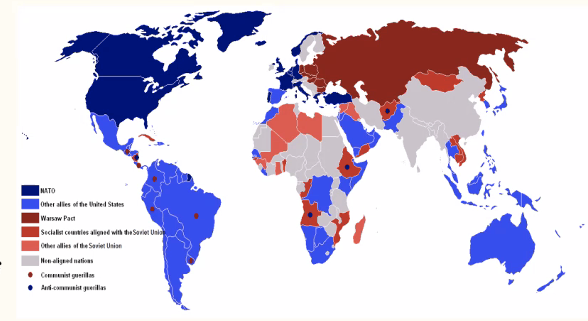 NATO
Other allies of the United States
Warsaw Pact
Socialist countries aligned with the Soviet Union
Other allies of the Soviet Union
Non-aligned nations
Communist guerillas
Anti-communist guerillas